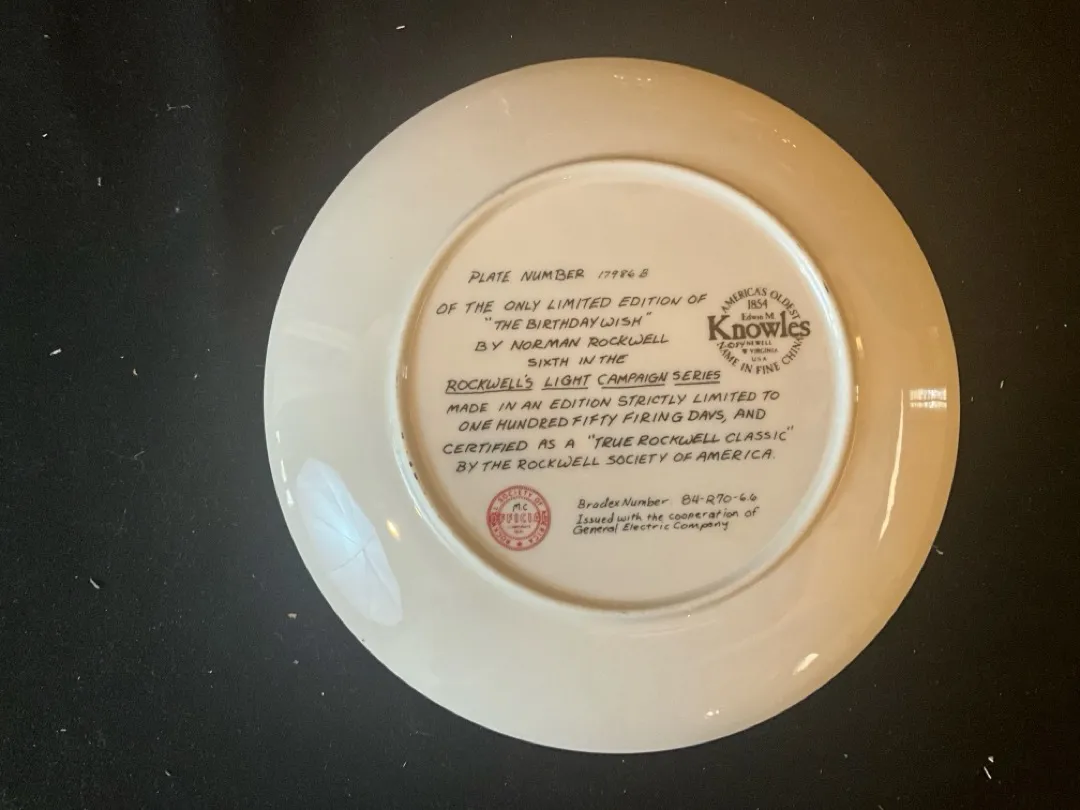 PLATE NUMBER 17986 B
OF THE ONLY LIMITED EDITION OF
"THE BIRTHDAY WISH"
BY NORMAN ROCKWELL
SIXTH IN THE
ROCKWELL'S LIGHT CAMPAIGN SERIES
MADE IN AN EDITION STRICTLY LIMITED TO
ONE HUNDRED FIFTY FIRING DAYS, AND
CERTIFIED AS A "TRUE ROCKWELL CLASSIC"
BY THE ROCKWELL SOCIETY OF AMERICA.
AMERICA'S OLDEST
1854
Edwin M.
Knowles
NEWELL
VIRGINIA
USA
NAME IN FINE CHINA
SOCIETY OF
M.C
Bradex Number 84-R70-6.6
Issued with the cooperation of
General Electric Company